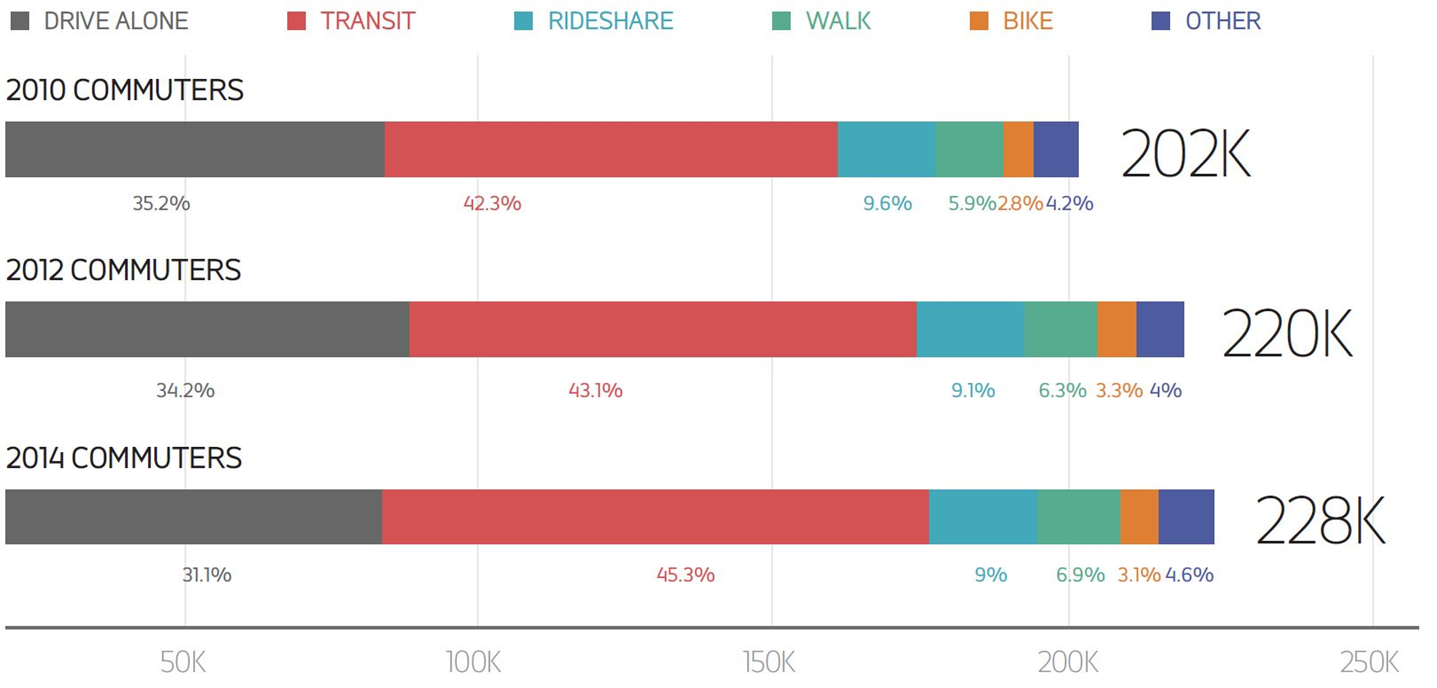 DRIVE ALONE TRANSIT RIDESHARE WALK BIKE OTHER
2010 COMMUTERS
202K
35.2% 42.3% 9.6% 5.9% 2.8% 4.2%
2012 COMMUTERS
220K
34.2% 43.1% 9.1% 6.3% 3.3% 4%
2014 COMMUTERS
228K
31.1% 45.3% 9% 6.9% 3.1% 4.6%
50K 100K 150K 200K 250K